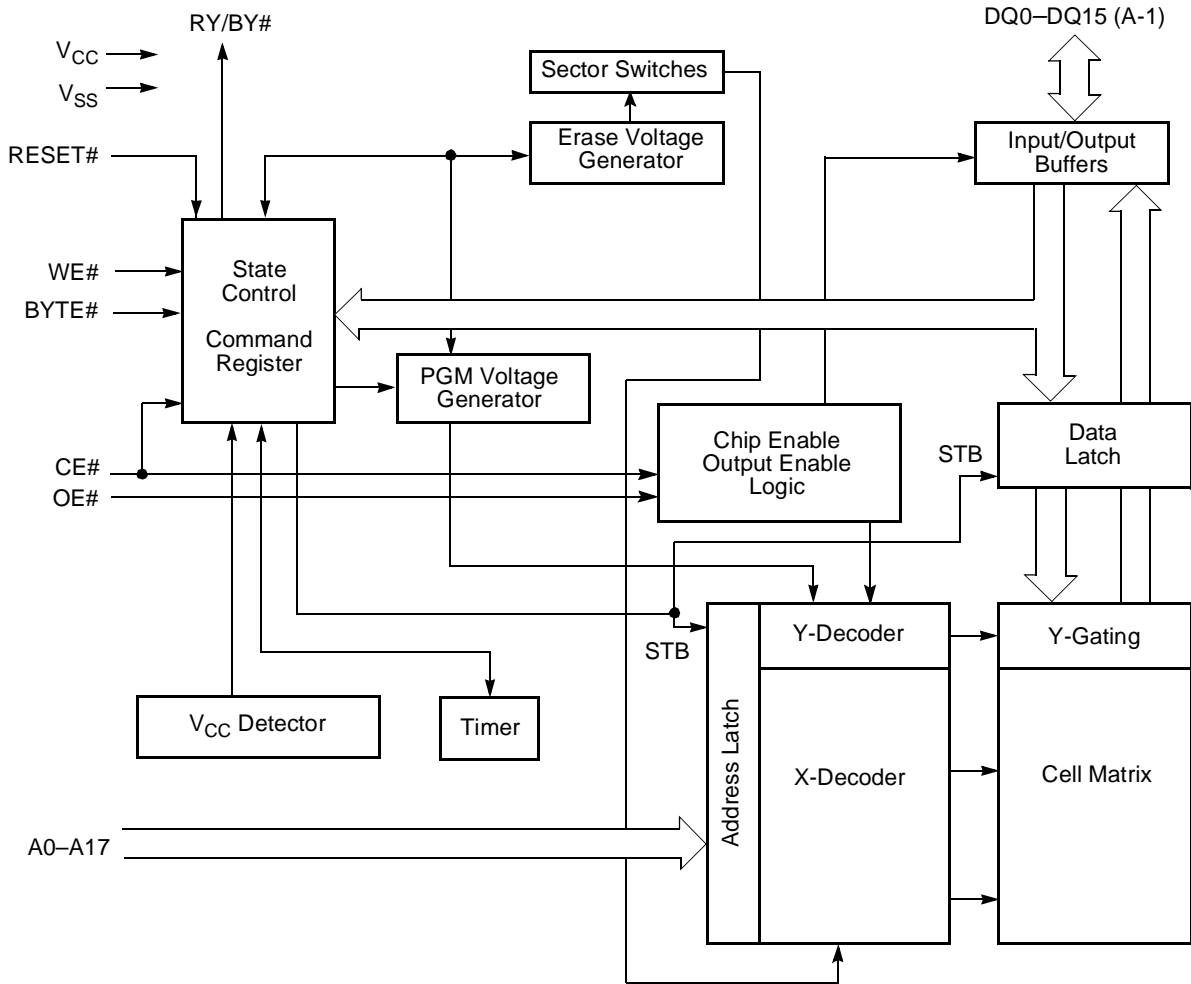 RY/BY#
DQ0–DQ15 (A-1)
VCC
VSS
Sector Switches
Erase Voltage
Generator
Input/Output
Buffers
RESET#
WE#
BYTE#
State
Control
Command
Register
PGM Voltage
Generator
Chip Enable
Output Enable
Logic
Data
Latch
STB
CE#
OE#
STB
Y-Decoder
Y-Gating
VCC Detector
Timer
Address Latch
X-Decoder
Cell Matrix
A0–A17